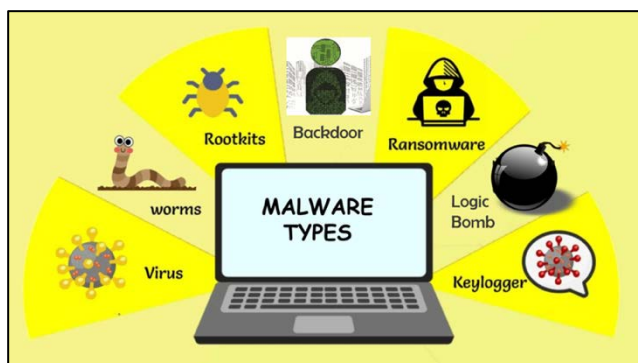 Virus
worms
Rootkits
Backdoor
Ransomware
Logic
Bomb
Keylogger
MALWARE
TYPES